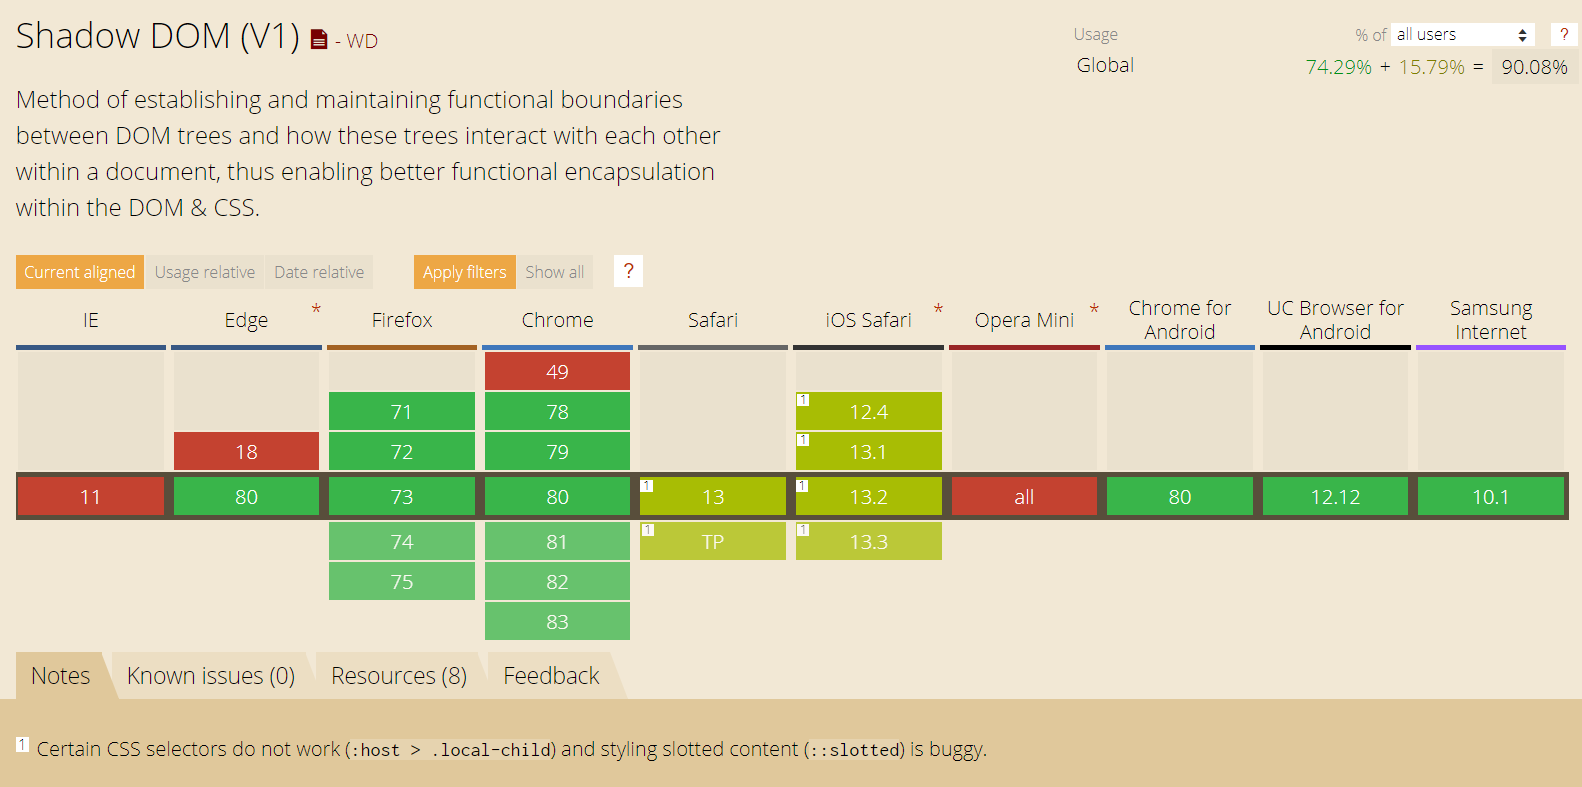 Shadow DOM (V1) - WD
Usage % of all users ?
Global 74.29% + 15.79% = 90.08%
Method of establishing and maintaining functional boundaries
between DOM trees and how these trees interact with each other
within a document, thus enabling better functional encapsulation
within the DOM & CSS.
Current aligned Usage relative Date relative Apply filters Show all ?
IE Edge * Firefox Chrome Safari iOS Safari * Opera Mini * Chrome for Android UC Browser for Android Samsung Internet
49
71 78 1 12.4
18 72 79 1 13.1
11 80 73 80 1 13 1 13.2 all 80 12.12 10.1
74 81 1 TP 1 13.3
75 82
83
Notes Known issues (0) Resources (8) Feedback
1 Certain CSS selectors do not work (:host > .local-child) and styling slotted content (::slotted) is buggy.